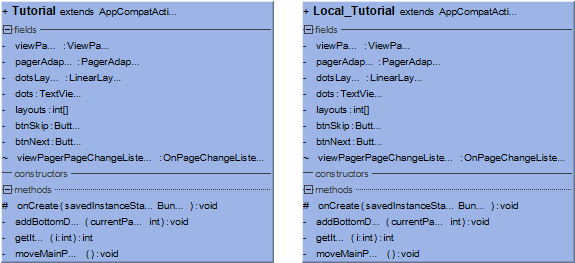 + Tutorial extends AppCompatActi...
fields
- viewPa... : ViewPa...
- pagerAdap... : PagerAdap...
- dotsLay... : LinearLay...
- dots : TextVie...
- layouts : int[]
- btnSkip : Butt...
- btnNext : Butt...
~ viewPagerPageChangeListe... : OnPageChangeListe...
constructors
methods
# onCreate ( savedInstanceSta... Bun... ) : void
- addBottomD... ( currentPa... int) : void
- getIt... ( i : int) : int
- moveMainP... () : void
+ Local_Tutorial extends AppCompatActi...
fields
- viewPa... : ViewPa...
- pagerAdap... : PagerAdap...
- dotsLay... : LinearLay...
- dots : TextVie...
- layouts : int[]
- btnSkip : Butt...
- btnNext : Butt...
~ viewPagerPageChangeListe... : OnPageChangeListe...
constructors
methods
# onCreate ( savedInstanceSta... Bun... ) : void
- addBottomD... ( currentPa... int) : void
- getIt... ( i : int) : int
- moveMainP... () : void